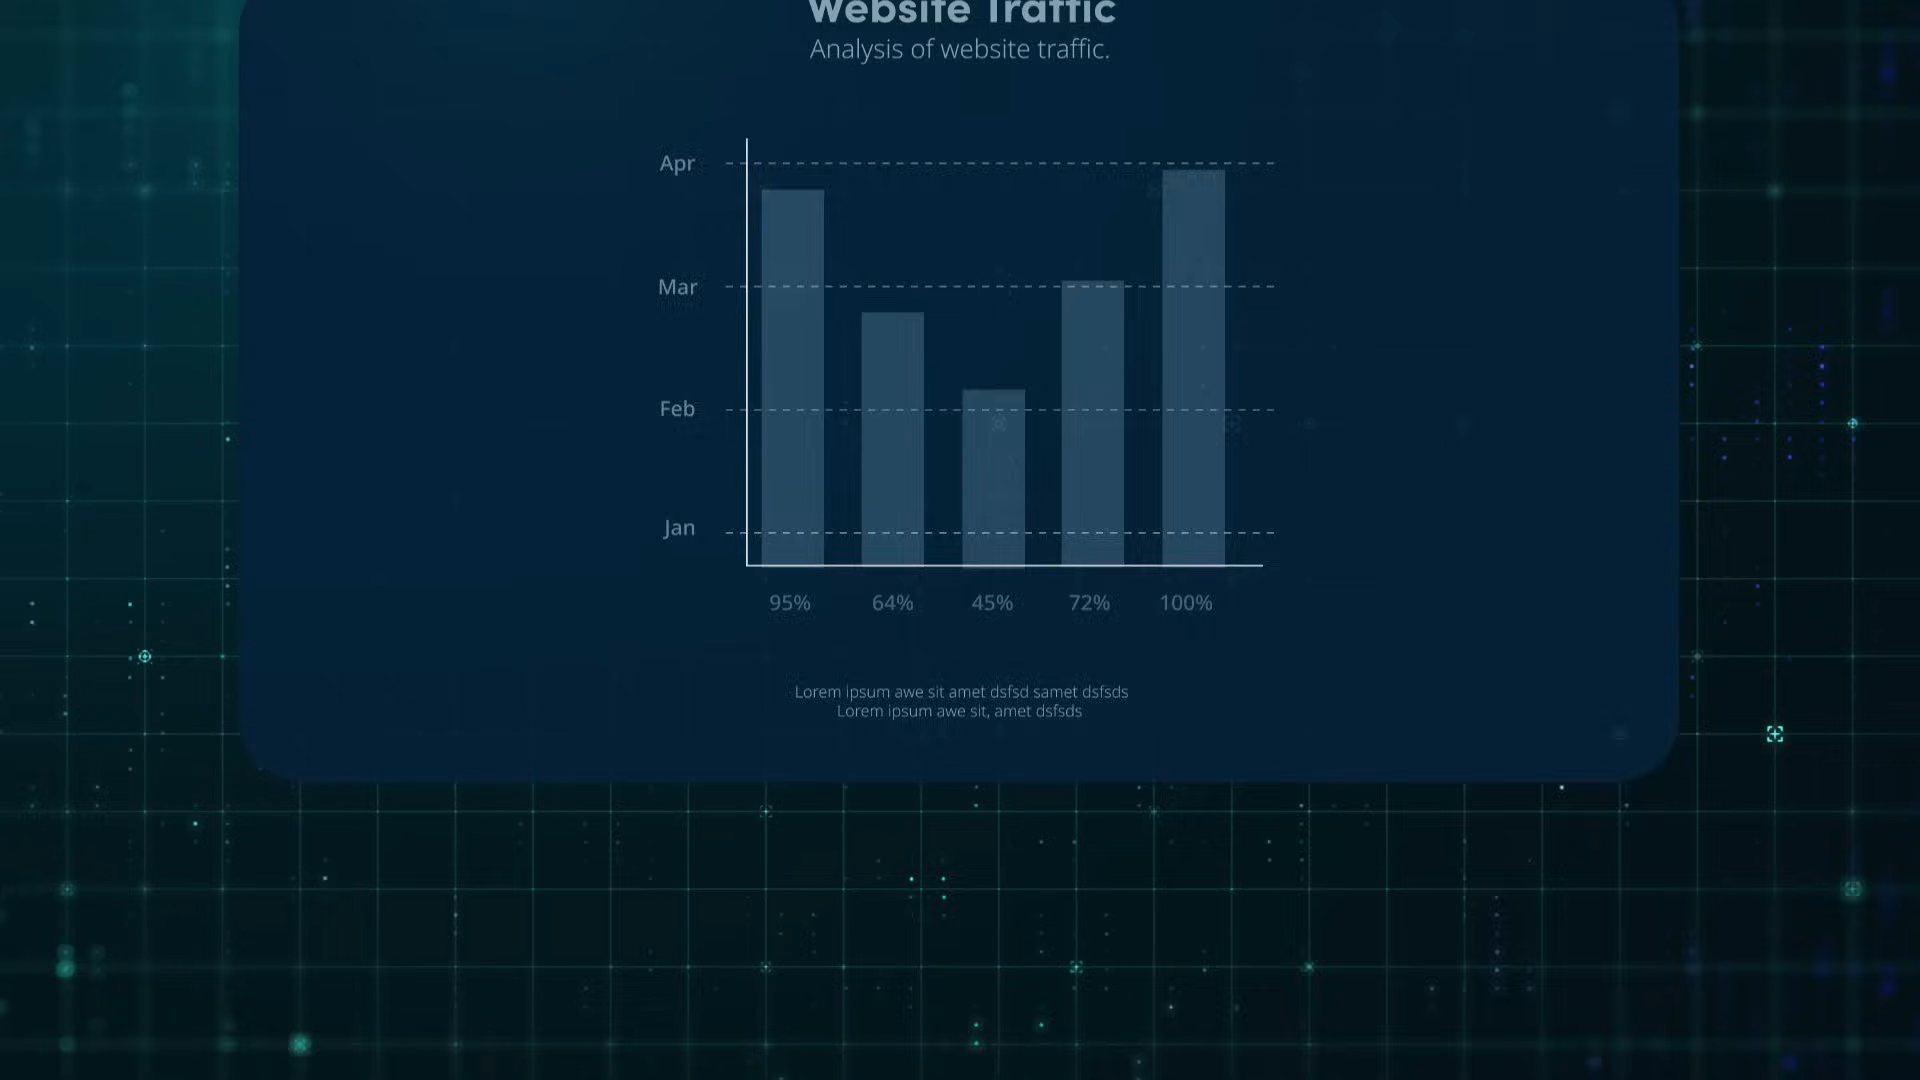 Website Traffic
Analysis of website traffic.
Apr
Mar
Feb
Jan
95% 64% 45% 72% 100%
Lorem ipsum awe sit amet dsfsd samet dsfsds
Lorem ipsum awe sit, amet dsfsds